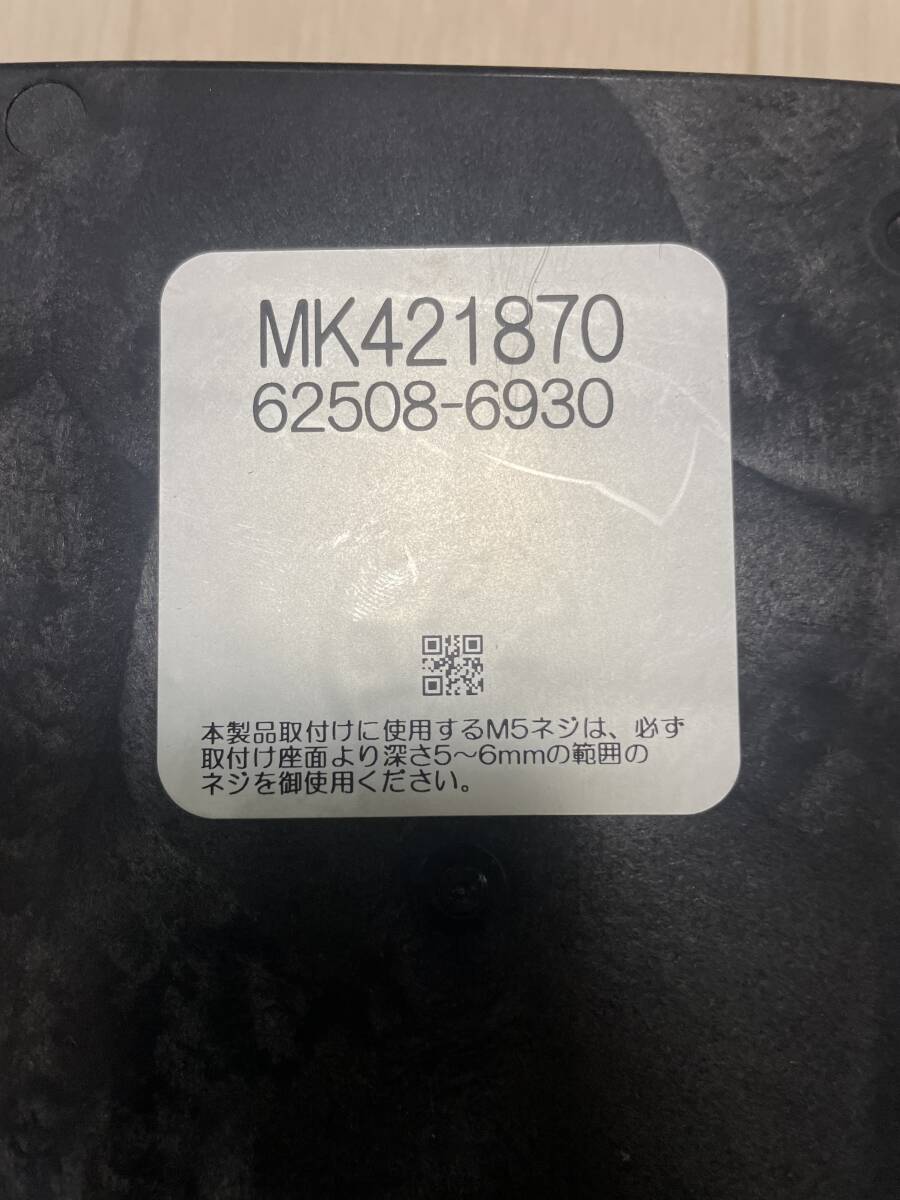 MK421870
62508-6930
本製品取付けに使用するM5ネジは、必ず
取付け座面より深さ5～6mmの範囲の
ネジを御使用ください。